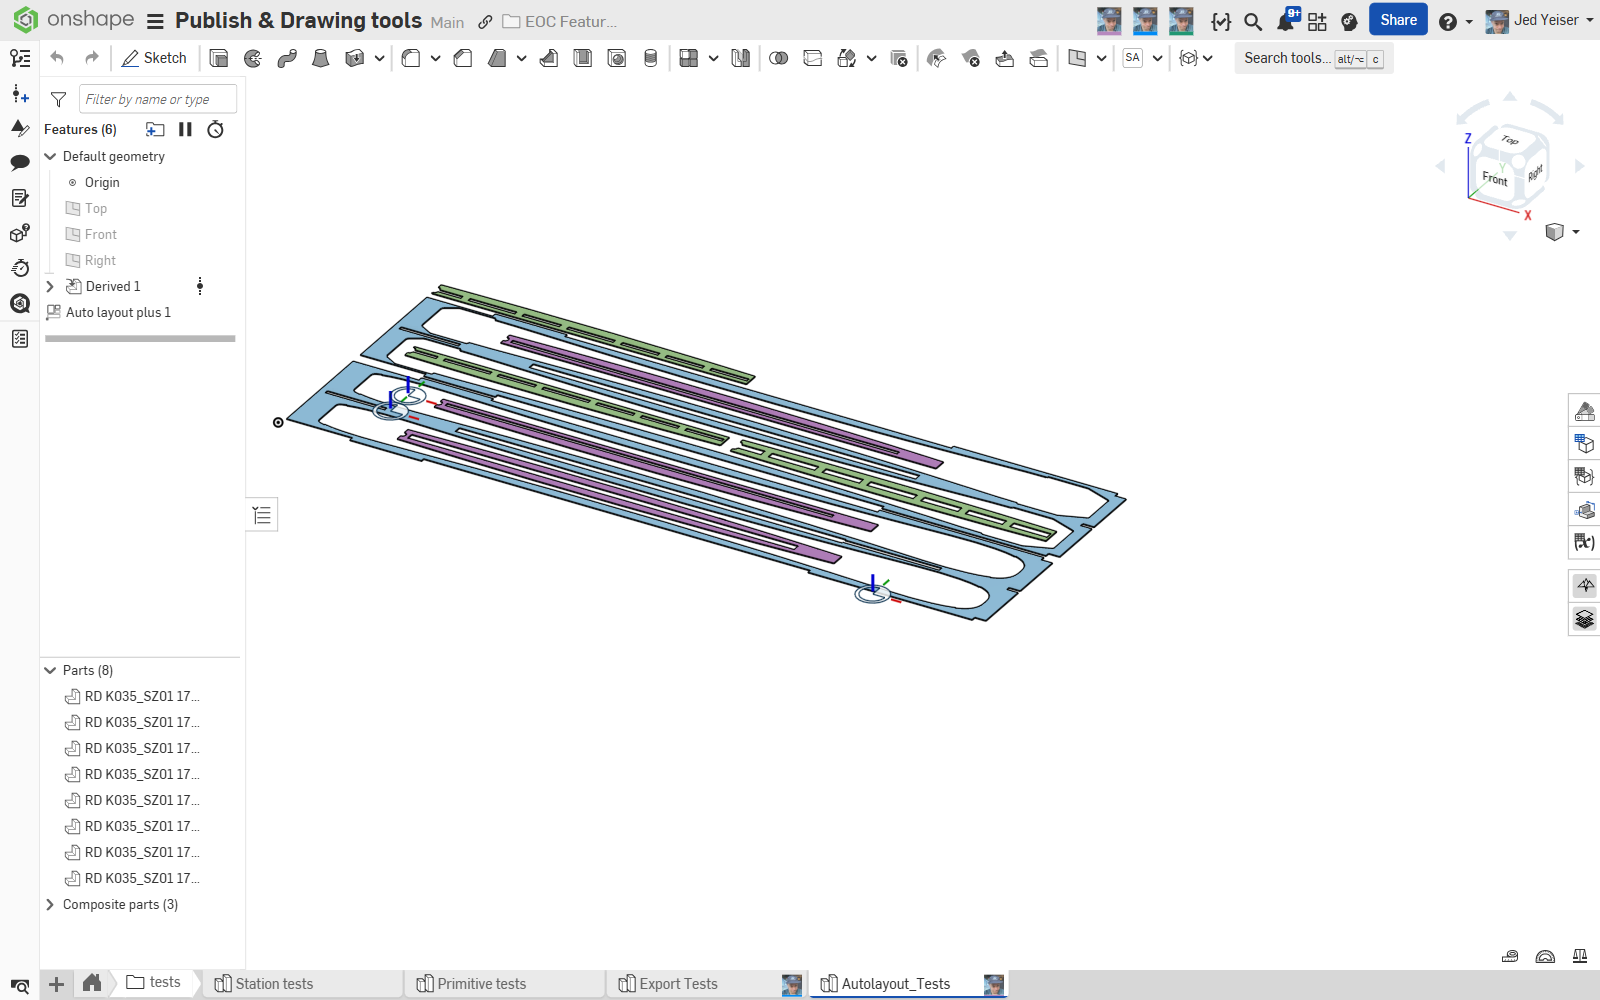 onshape
Publish & Drawing tools Main EOC Featur...
9+
Share
Jed Yeiser
Sketch
SA
Search tools... alt/⌥ c
Filter by name or type
Features (6)
Default geometry
Origin
Top
Front
Right
Derived 1
Auto layout plus 1
Z
Top
Y
Front
Right
X
(x)
Parts (8)
RD K035_SZ01 17...
RD K035_SZ01 17...
RD K035_SZ01 17...
RD K035_SZ01 17...
RD K035_SZ01 17...
RD K035_SZ01 17...
RD K035_SZ01 17...
RD K035_SZ01 17...
Composite parts (3)
tests
Station tests
Primitive tests
Export Tests
Autolayout_Tests